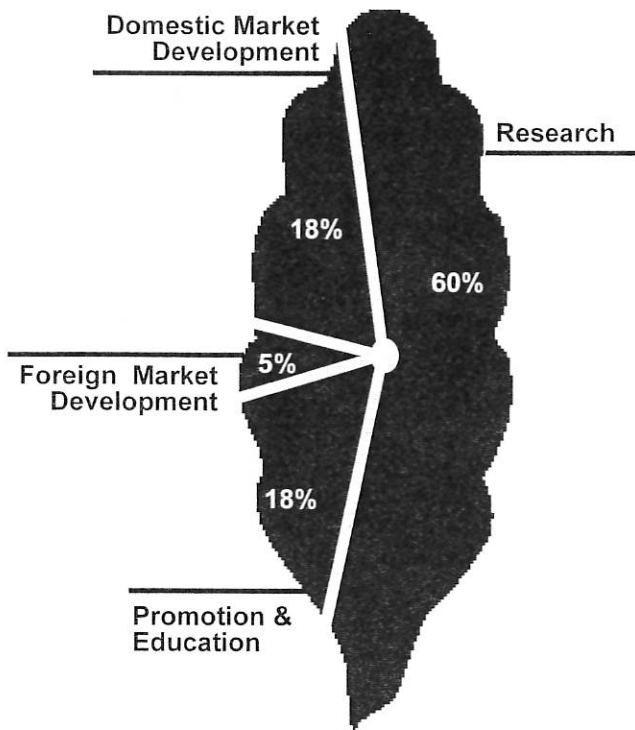 Domestic Market
Development
Research
18%
60%
5%
Foreign Market
Development
18%
Promotion &
Education